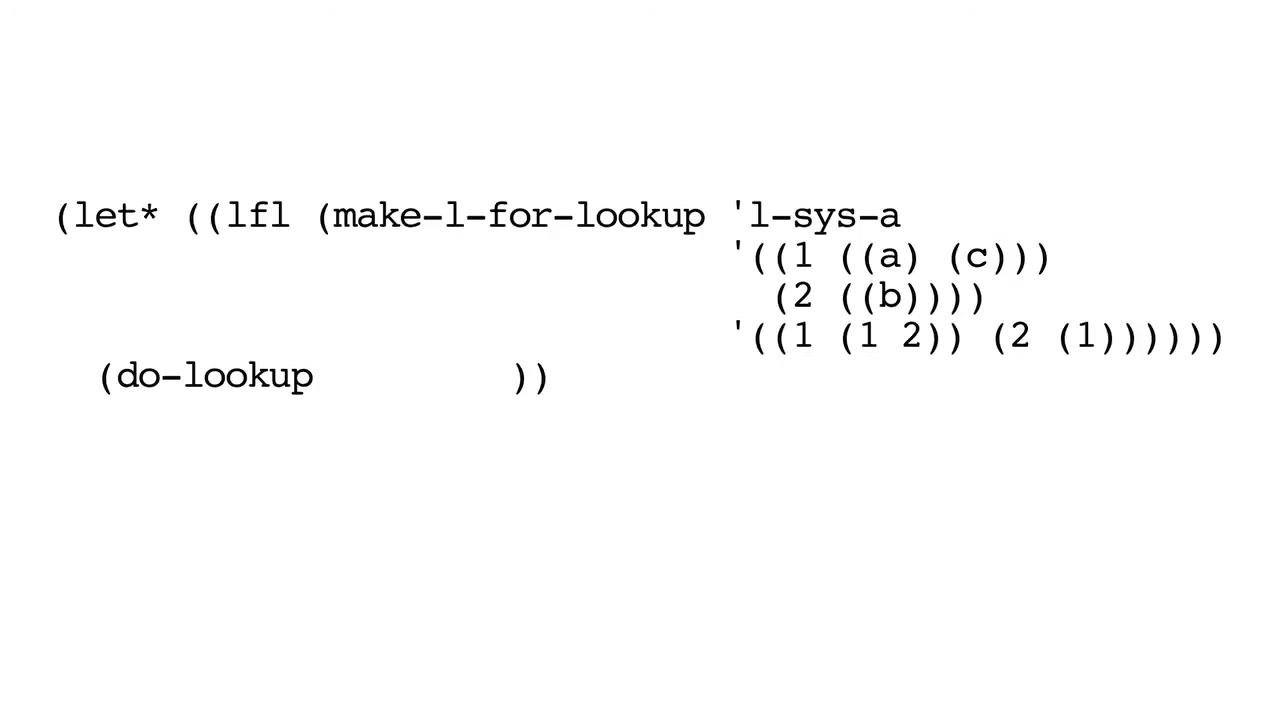 (let* ((lfl (make-l-for-lookup 'l-sys-a
'((1 ((a) (c)))
(2 ((b))))
'((1 (1 2)) (2 (1))))))
(do-lookup ))